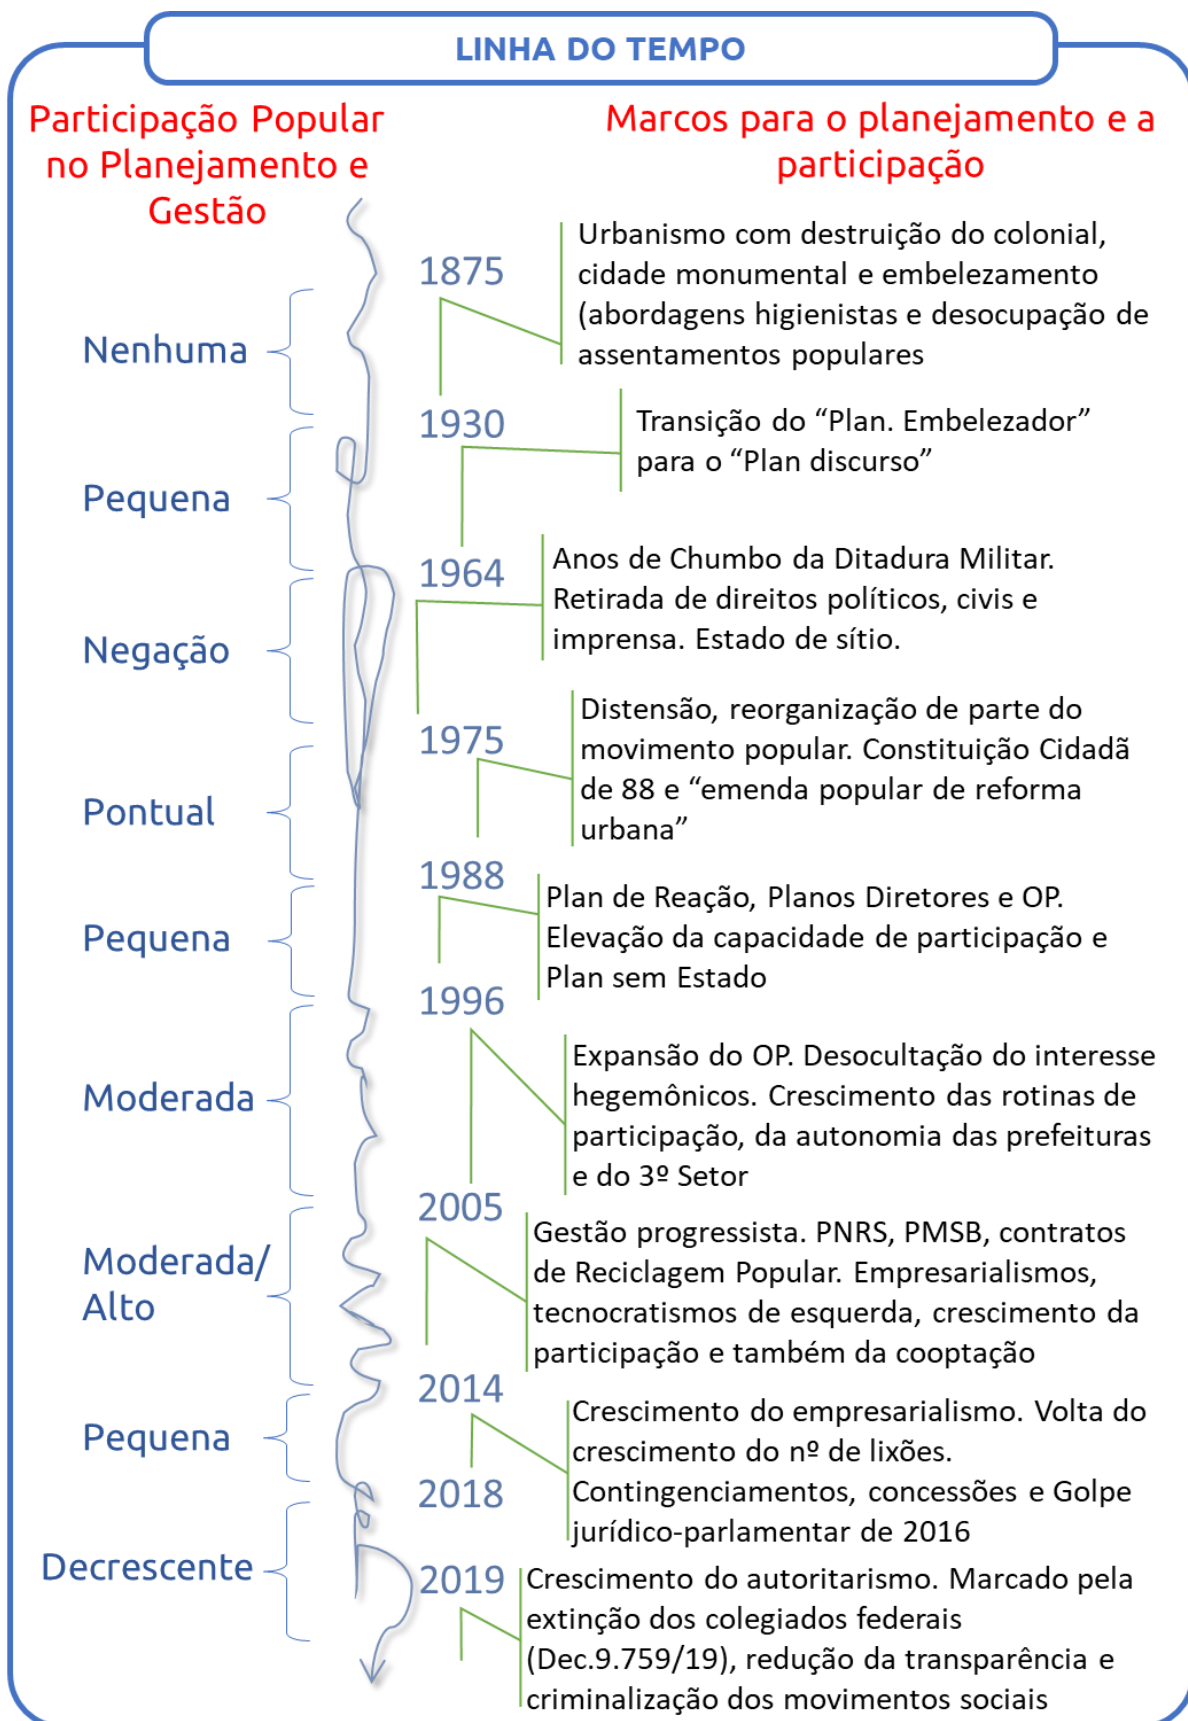 LINHA DO TEMPO
Participação Popular
no Planejamento e
Gestão
Marcos para o planejamento e a
participação
1875
Urbanismo com destruição do colonial,
cidade monumental e embelezamento
(abordagens higienistas e desocupação de
assentamentos populares
Nenhuma
1930
Transição do “Plan. Embelezador”
para o “Plan discurso”
Pequena
1964
Anos de Chumbo da Ditadura Militar.
Retirada de direitos políticos, civis e
imprensa. Estado de sítio.
Negação
1975
Distensão, reorganização de parte do
movimento popular. Constituição Cidadã
de 88 e “emenda popular de reforma
urbana”
Pontual
1988
Plan de Reação, Planos Diretores e OP.
Elevação da capacidade de participação e
Plan sem Estado
Pequena
1996
Expansão do OP. Desocultação do interesse
hegemônicos. Crescimento das rotinas de
participação, da autonomia das prefeituras
e do 3º Setor
Moderada
2005
Gestão progressista. PNRS, PMSB, contratos
de Reciclagem Popular. Empresarialismos,
tecnocratismos de esquerda, crescimento da
participação e também da cooptação
Moderada/
Alto
2014
Crescimento do empresarialismo. Volta do
crescimento do nº de lixões.
Contingenciamentos, concessões e Golpe
jurídico-parlamentar de 2016
Pequena
2018
Decrescente
2019
Crescimento do autoritarismo. Marcado pela
extinção dos colegiados federais
(Dec.9.759/19), redução da transparência e
criminalização dos movimentos sociais